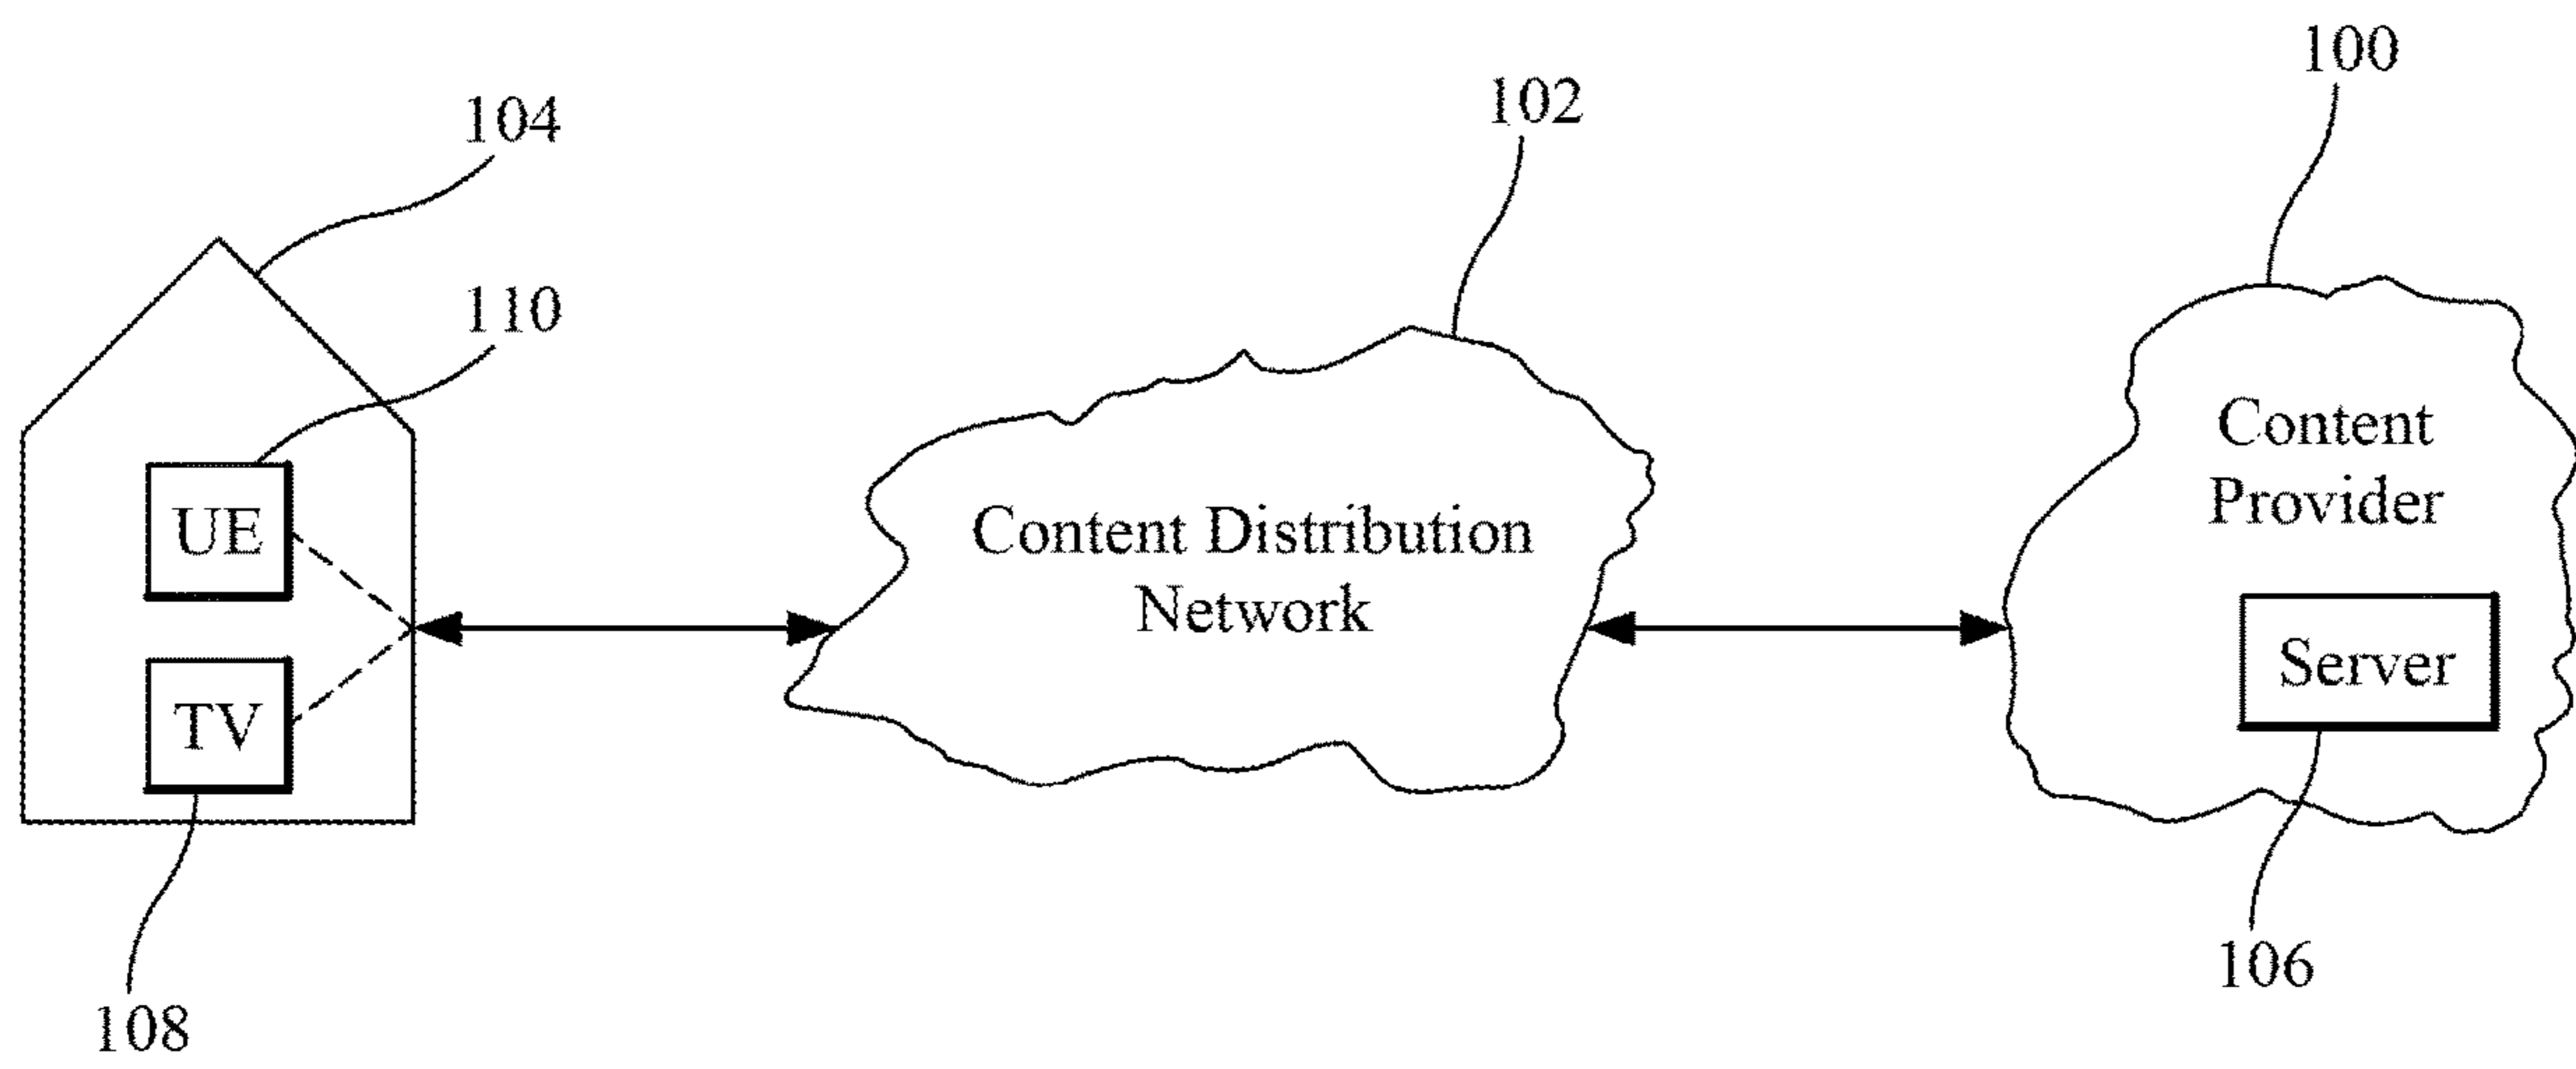 100
102
104
110
Content
Provider
Content Distribution
Network
UE
Server
TV
106
108